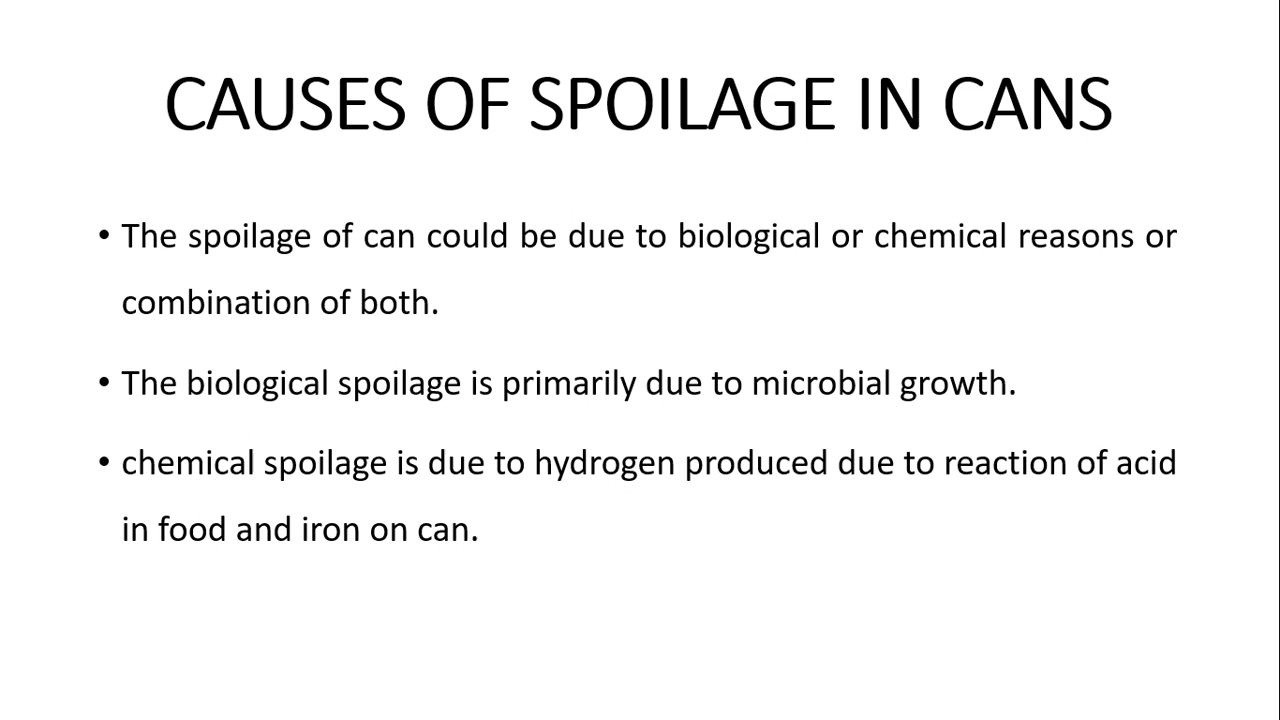 CAUSES OF SPOILAGE IN CANS
• The spoilage of can could be due to biological or chemical reasons or
combination of both.
• The biological spoilage is primarily due to microbial growth.
• chemical spoilage is due to hydrogen produced due to reaction of acid
in food and iron on can.